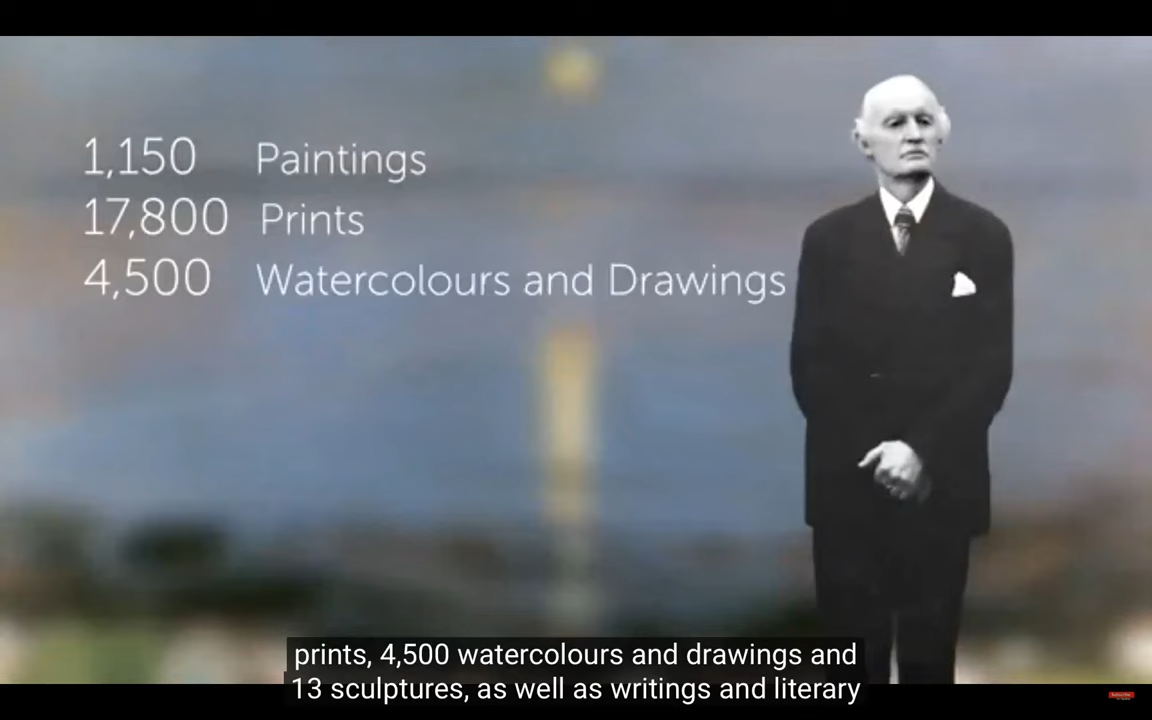 1,150 Paintings
17,800 Prints
4,500 Watercolours and Drawings
prints, 4,500 watercolours and drawings and
13 sculptures, as well as writings and literary
Subscribe